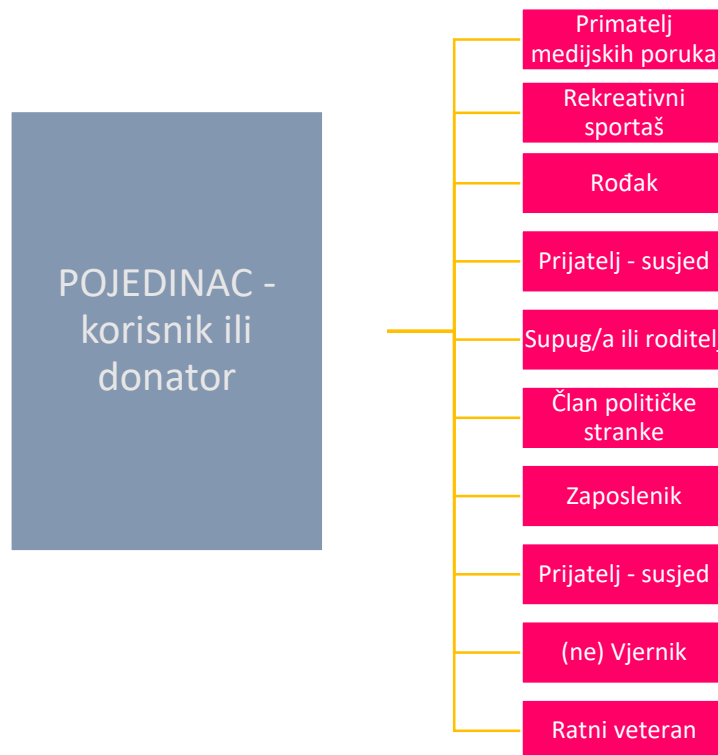 POJEDINAC -
korisnik ili
donator
Primatelj
medijskih poruka
Rekreativni
sportaš
Rođak
Prijatelj - susjed
Supug/a ili roditelj
Član političke
stranke
Zaposlenik
Prijatelj - susjed
(ne) Vjernik
Ratni veteran